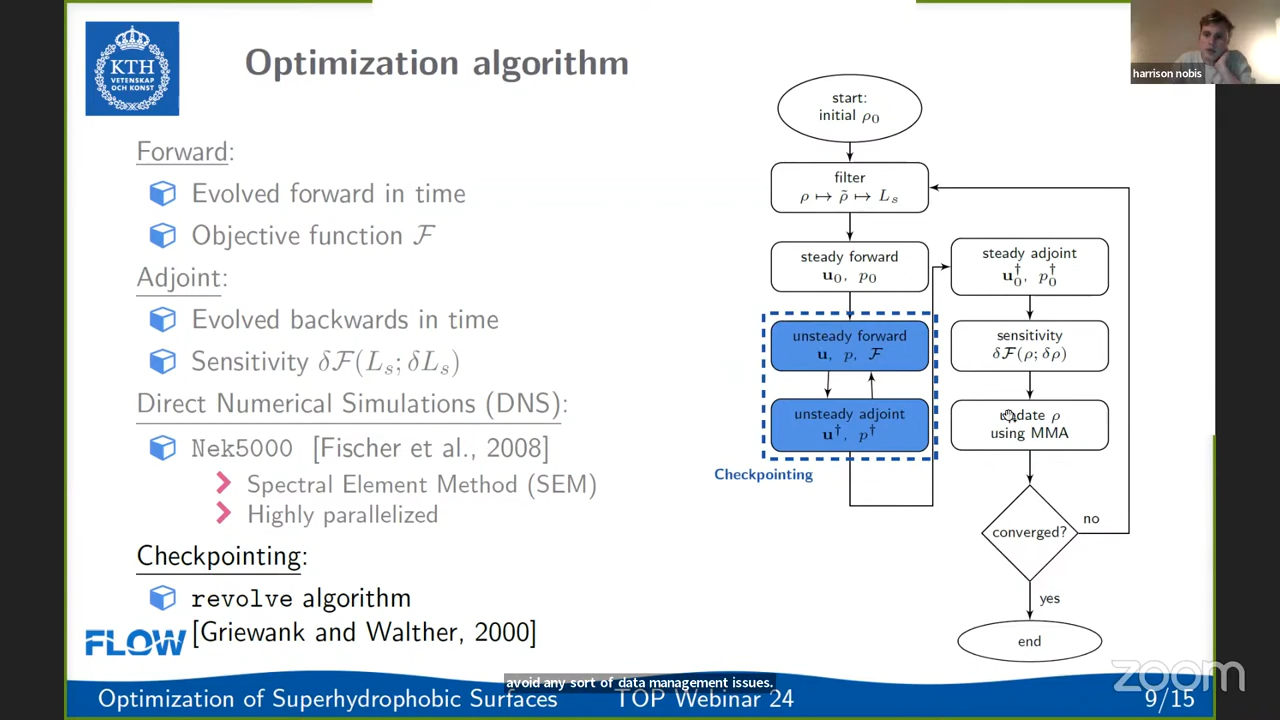 KTH
VETENSKAP
OCH KONST
Optimization algorithm
harrison nobis
Forward:
Evolved forward in time
Objective function ℱ
Adjoint:
Evolved backwards in time
Sensitivity δℱ(Lₛ; δLₛ)
Direct Numerical Simulations (DNS):
Nek5000 [Fischer et al., 2008]
Spectral Element Method (SEM)
Highly parallelized
Checkpointing:
revolve algorithm
[Griewank and Walther, 2000]
start:
initial ρ₀
filter
ρ ↦ ρ̃ ↦ Lₛ
steady forward
u₀, p₀
unsteady forward
u, p, ℱ
unsteady adjoint
u†, p†
Checkpointing
steady adjoint
u₀†, p₀†
sensitivity
δℱ(ρ; δρ)
update ρ
using MMA
converged?
no
yes
end
FLOW
zoom
avoid any sort of data management issues.
Optimization of Superhydrophobic Surfaces
TOP Webinar 24
9/15